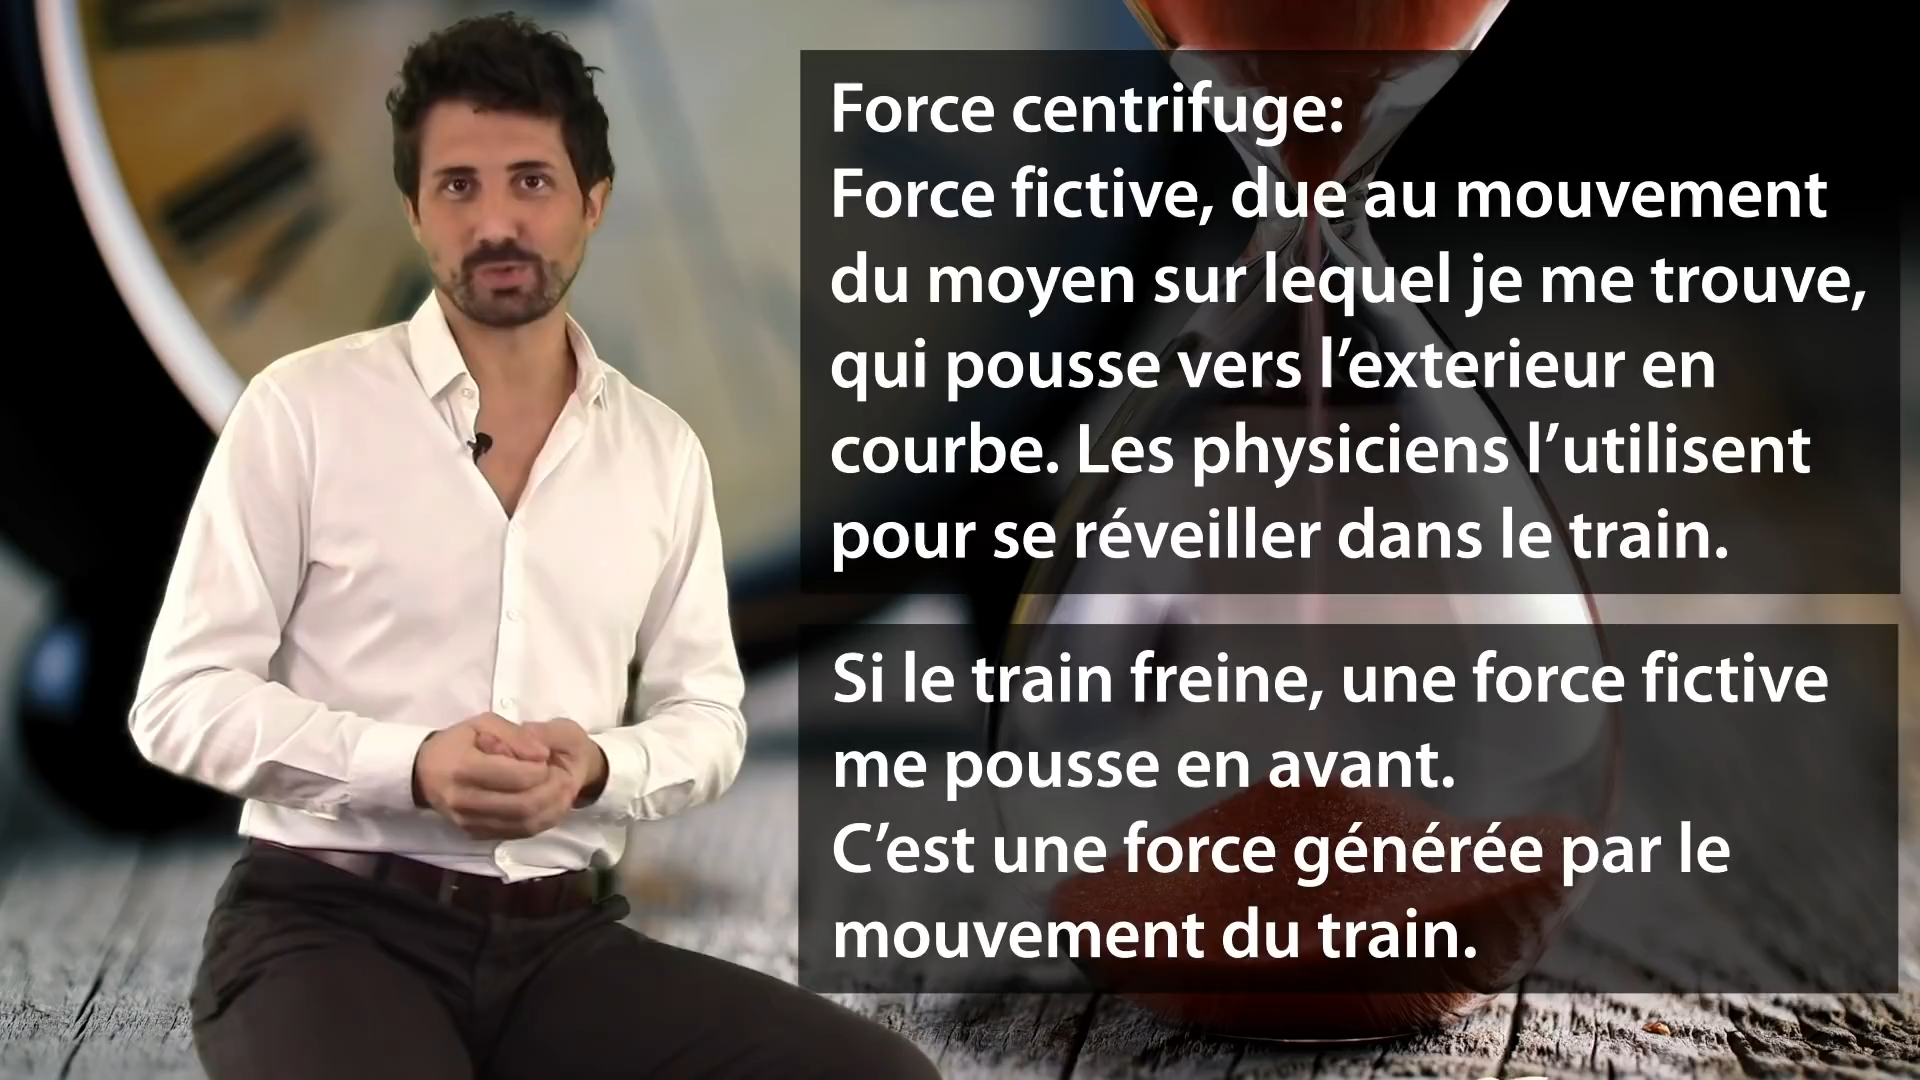 Force centrifuge:
Force fictive, due au mouvement
du moyen sur lequel je me trouve,
qui pousse vers l’exterieur en
courbe. Les physiciens l’utilisent
pour se réveiller dans le train.
Si le train freine, une force fictive
me pousse en avant.
C’est une force générée par le
mouvement du train.